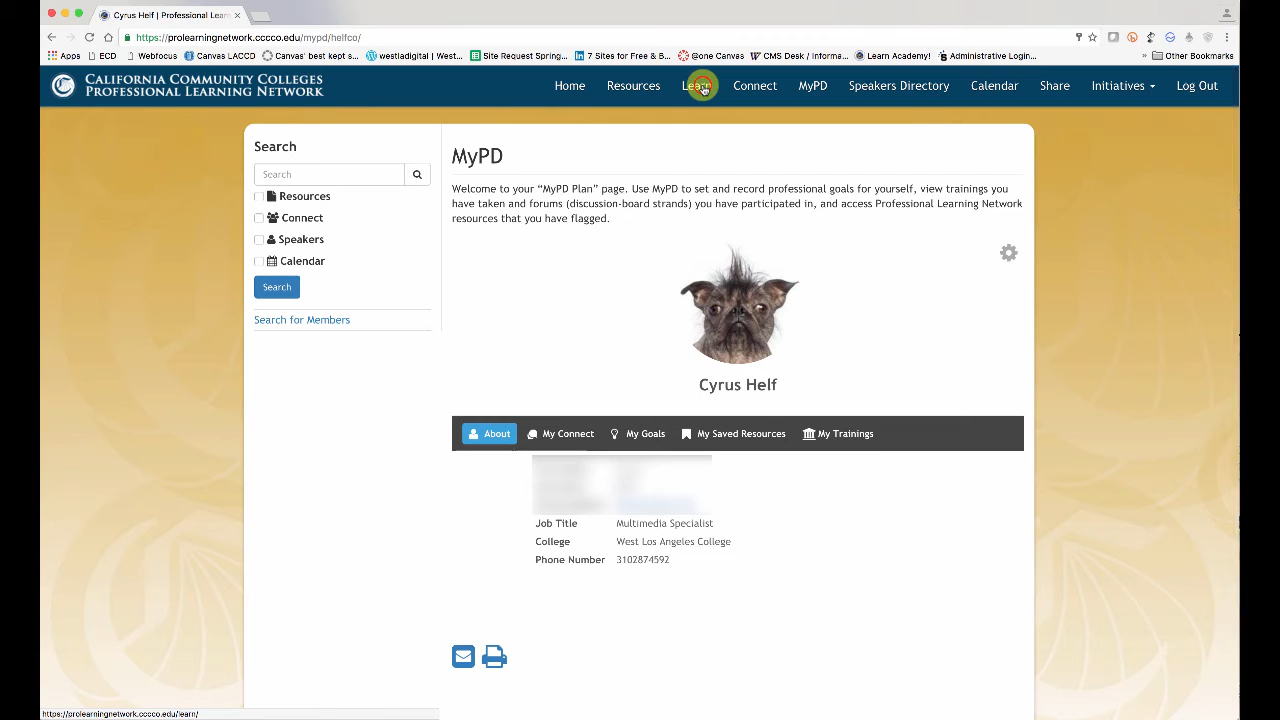 Cyrus Helf | Professional Lear
https://prolearningnetwork.cccco.edu/mypd/helfco/
Apps ECD Webfocus Canvas LACCD Canvas' best kept s... westladigital | West... Site Request Spring... 7 Sites for Free & B... @one Canvas CMS Desk / Informa... Learn Academy! Administrative Login... Other Bookmarks
CALIFORNIA COMMUNITY COLLEGES
PROFESSIONAL LEARNING NETWORK
Home Resources Learn Connect MyPD Speakers Directory Calendar Share Initiatives Log Out
Search
Search
Resources
Connect
Speakers
Calendar
Search
Search for Members
MyPD
Welcome to your “MyPD Plan” page. Use MyPD to set and record professional goals for yourself, view trainings you
have taken and forums (discussion-board strands) you have participated in, and access Professional Learning Network
resources that you have flagged.
Cyrus Helf
About My Connect My Goals My Saved Resources My Trainings
Job Title Multimedia Specialist
College West Los Angeles College
Phone Number 3102874592
https://prolearningnetwork.cccco.edu/learn/